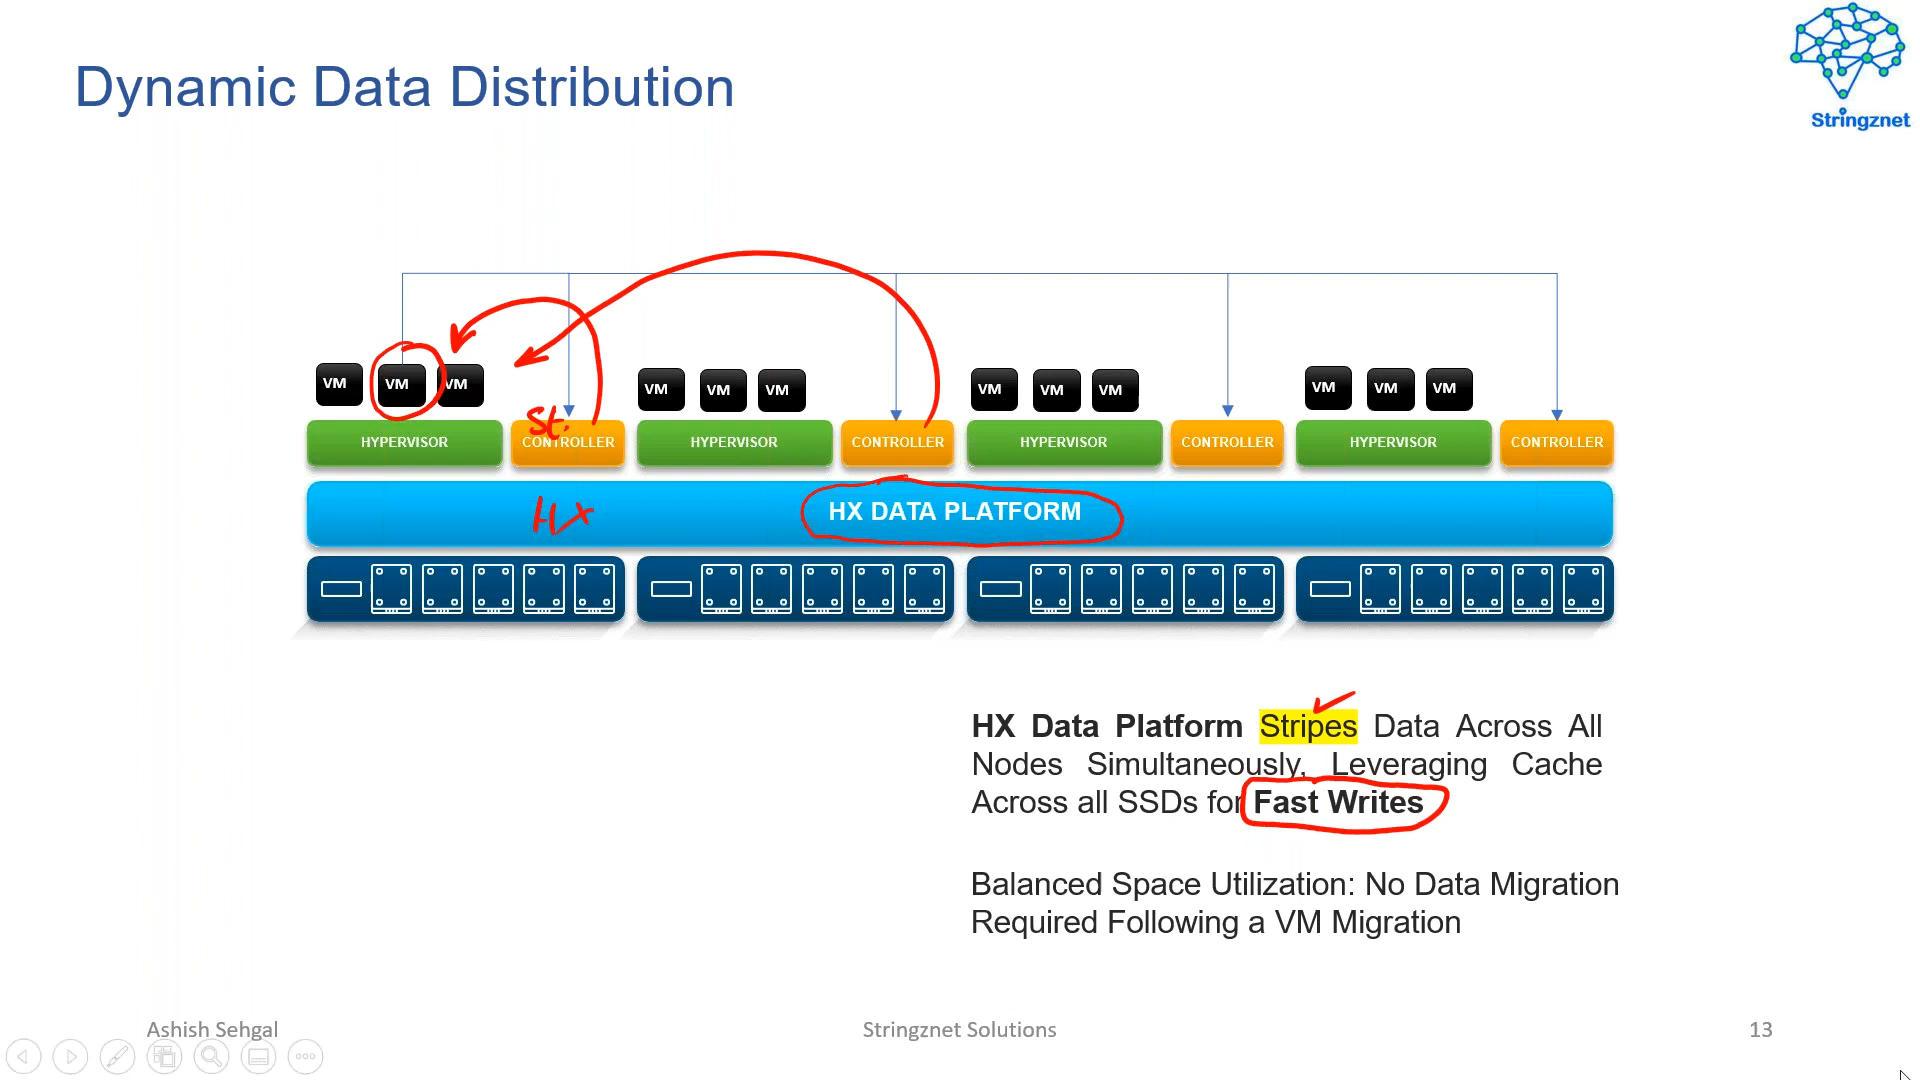 Dynamic Data Distribution
Stringznet
VM VM VM
VM VM VM
VM VM VM
VM VM VM
St.
HYPERVISOR CONTROLLER HYPERVISOR CONTROLLER HYPERVISOR CONTROLLER HYPERVISOR CONTROLLER
HX
HX DATA PLATFORM
HX Data Platform Stripes Data Across All
Nodes Simultaneously, Leveraging Cache
Across all SSDs for Fast Writes
Balanced Space Utilization: No Data Migration
Required Following a VM Migration
Ashish Sehgal
Stringznet Solutions
13